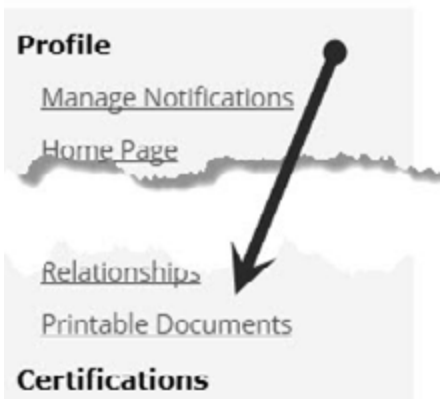 Profile
Manage Notifications
Home Page
Relationships
Printable Documents
Certifications